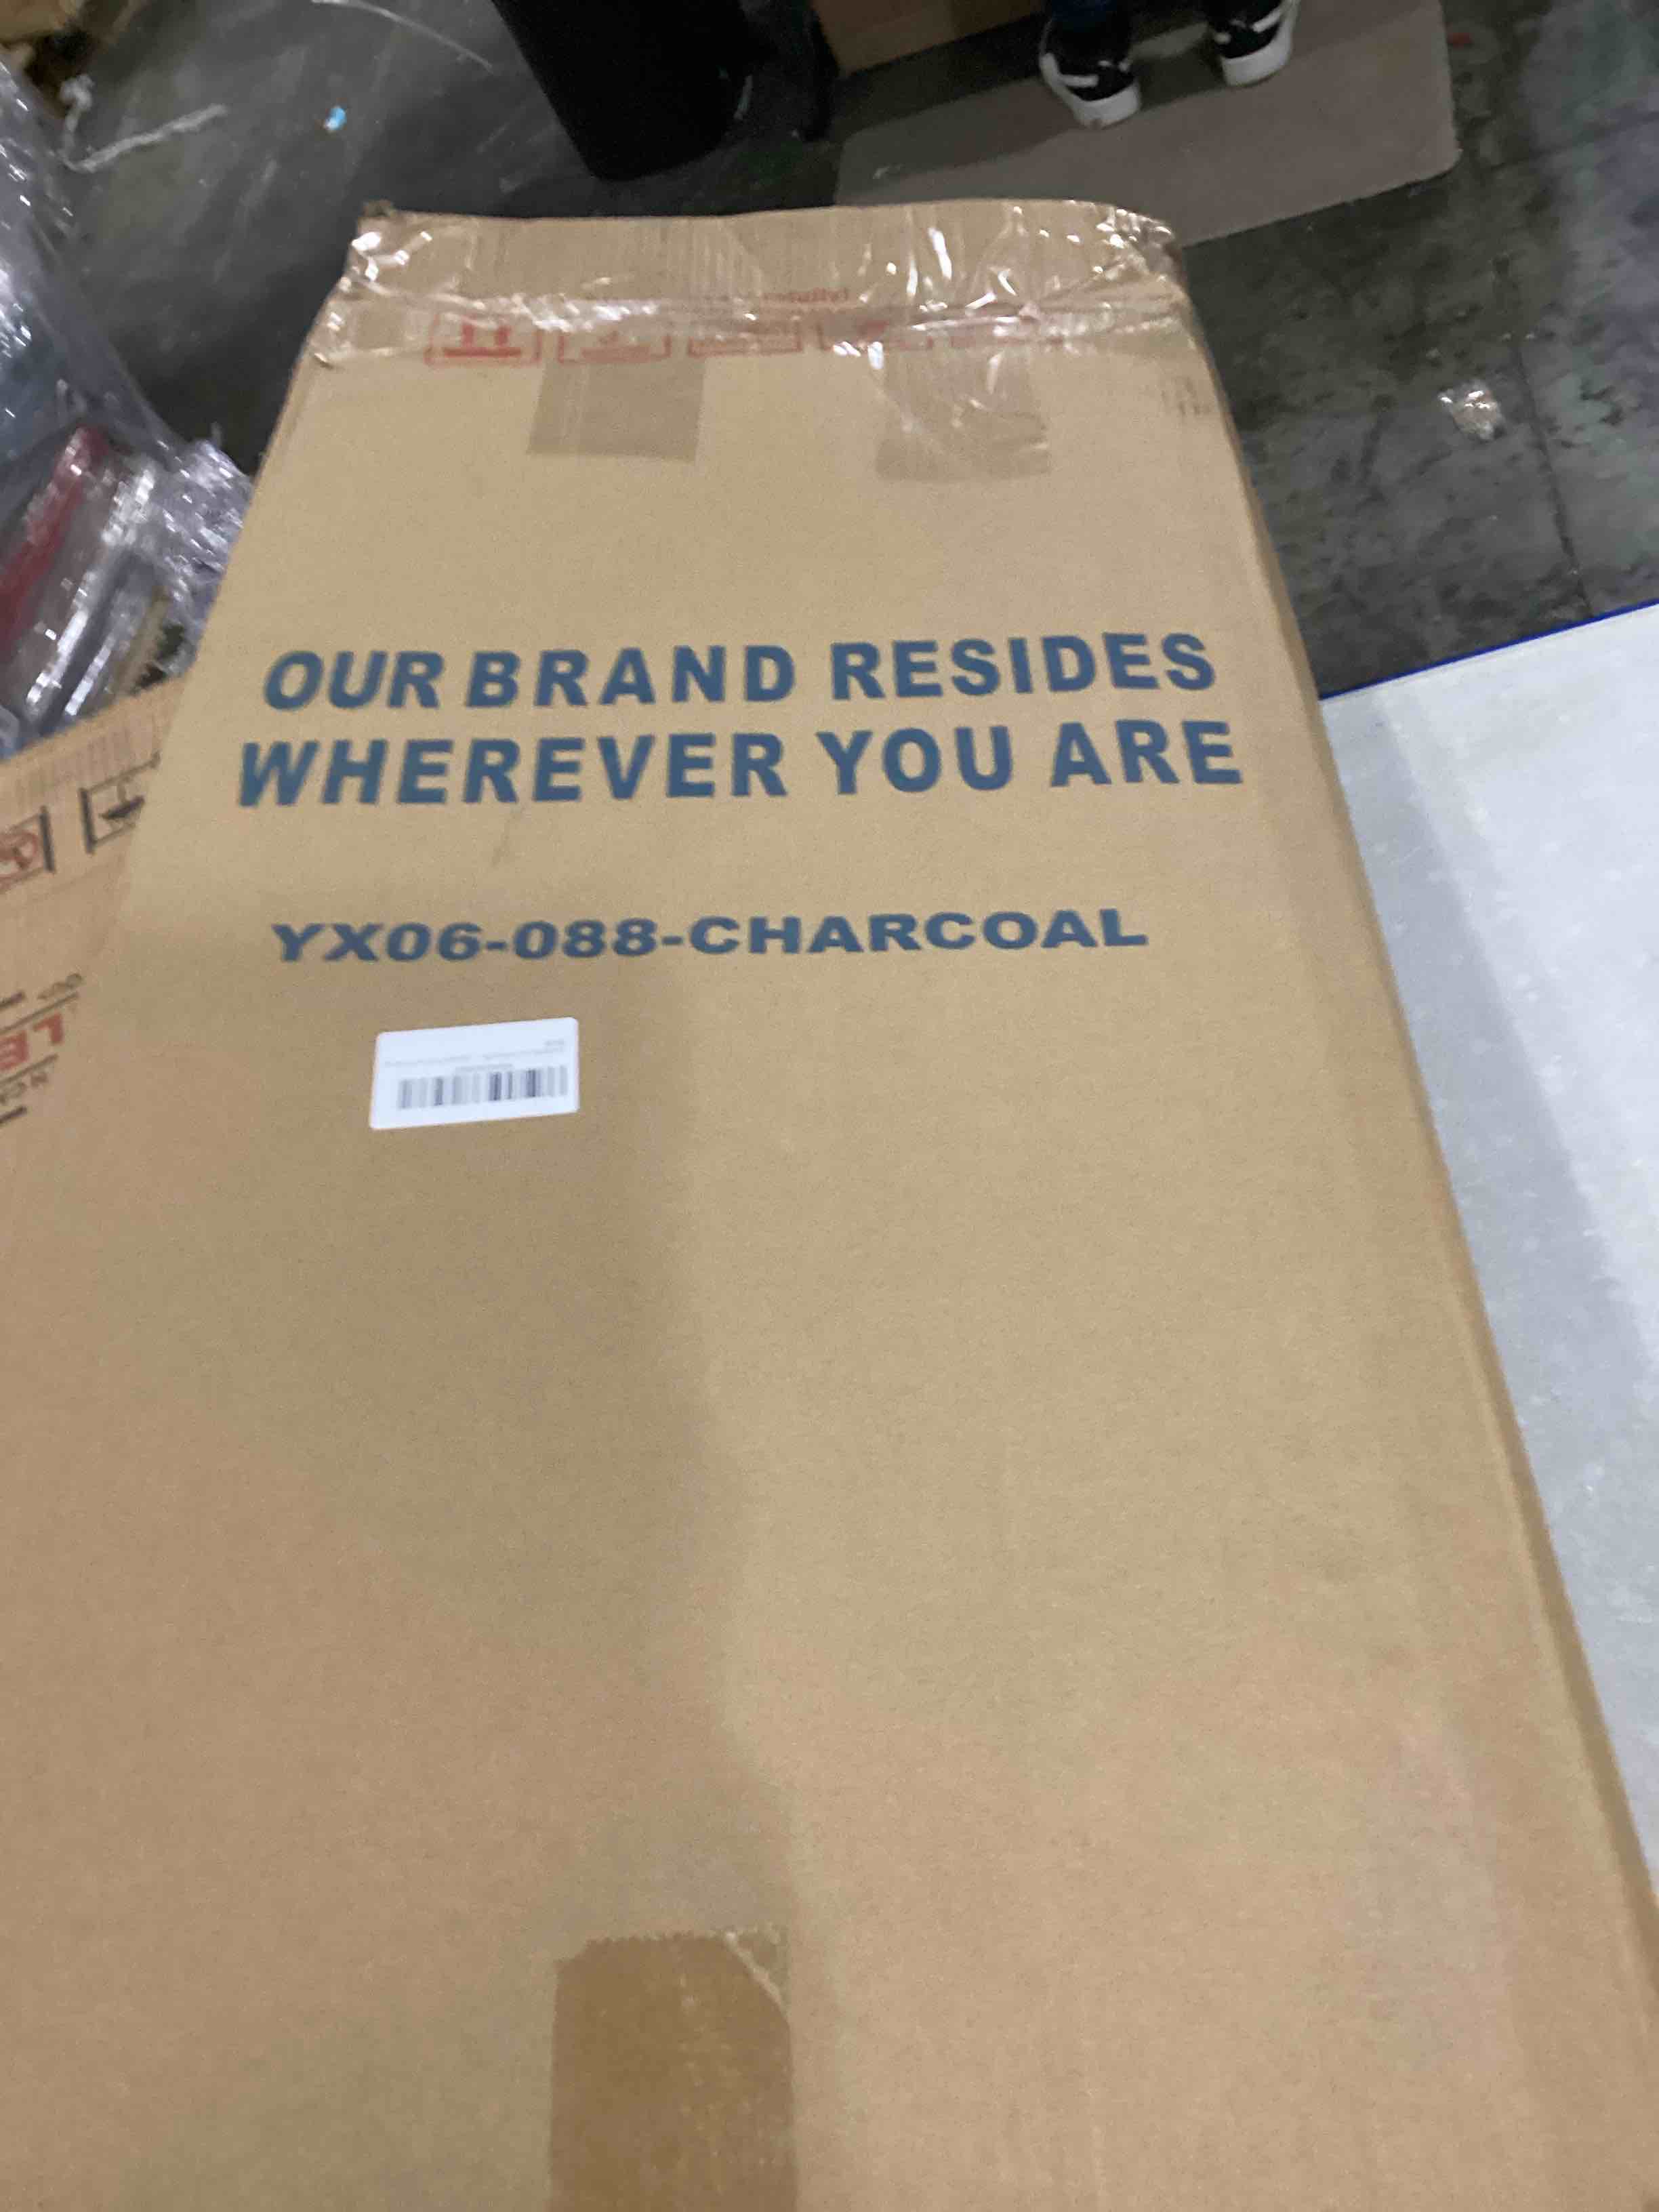 OUR BRAND RESIDES
WHEREVER YOU ARE
YX06-088-CHARCOAL